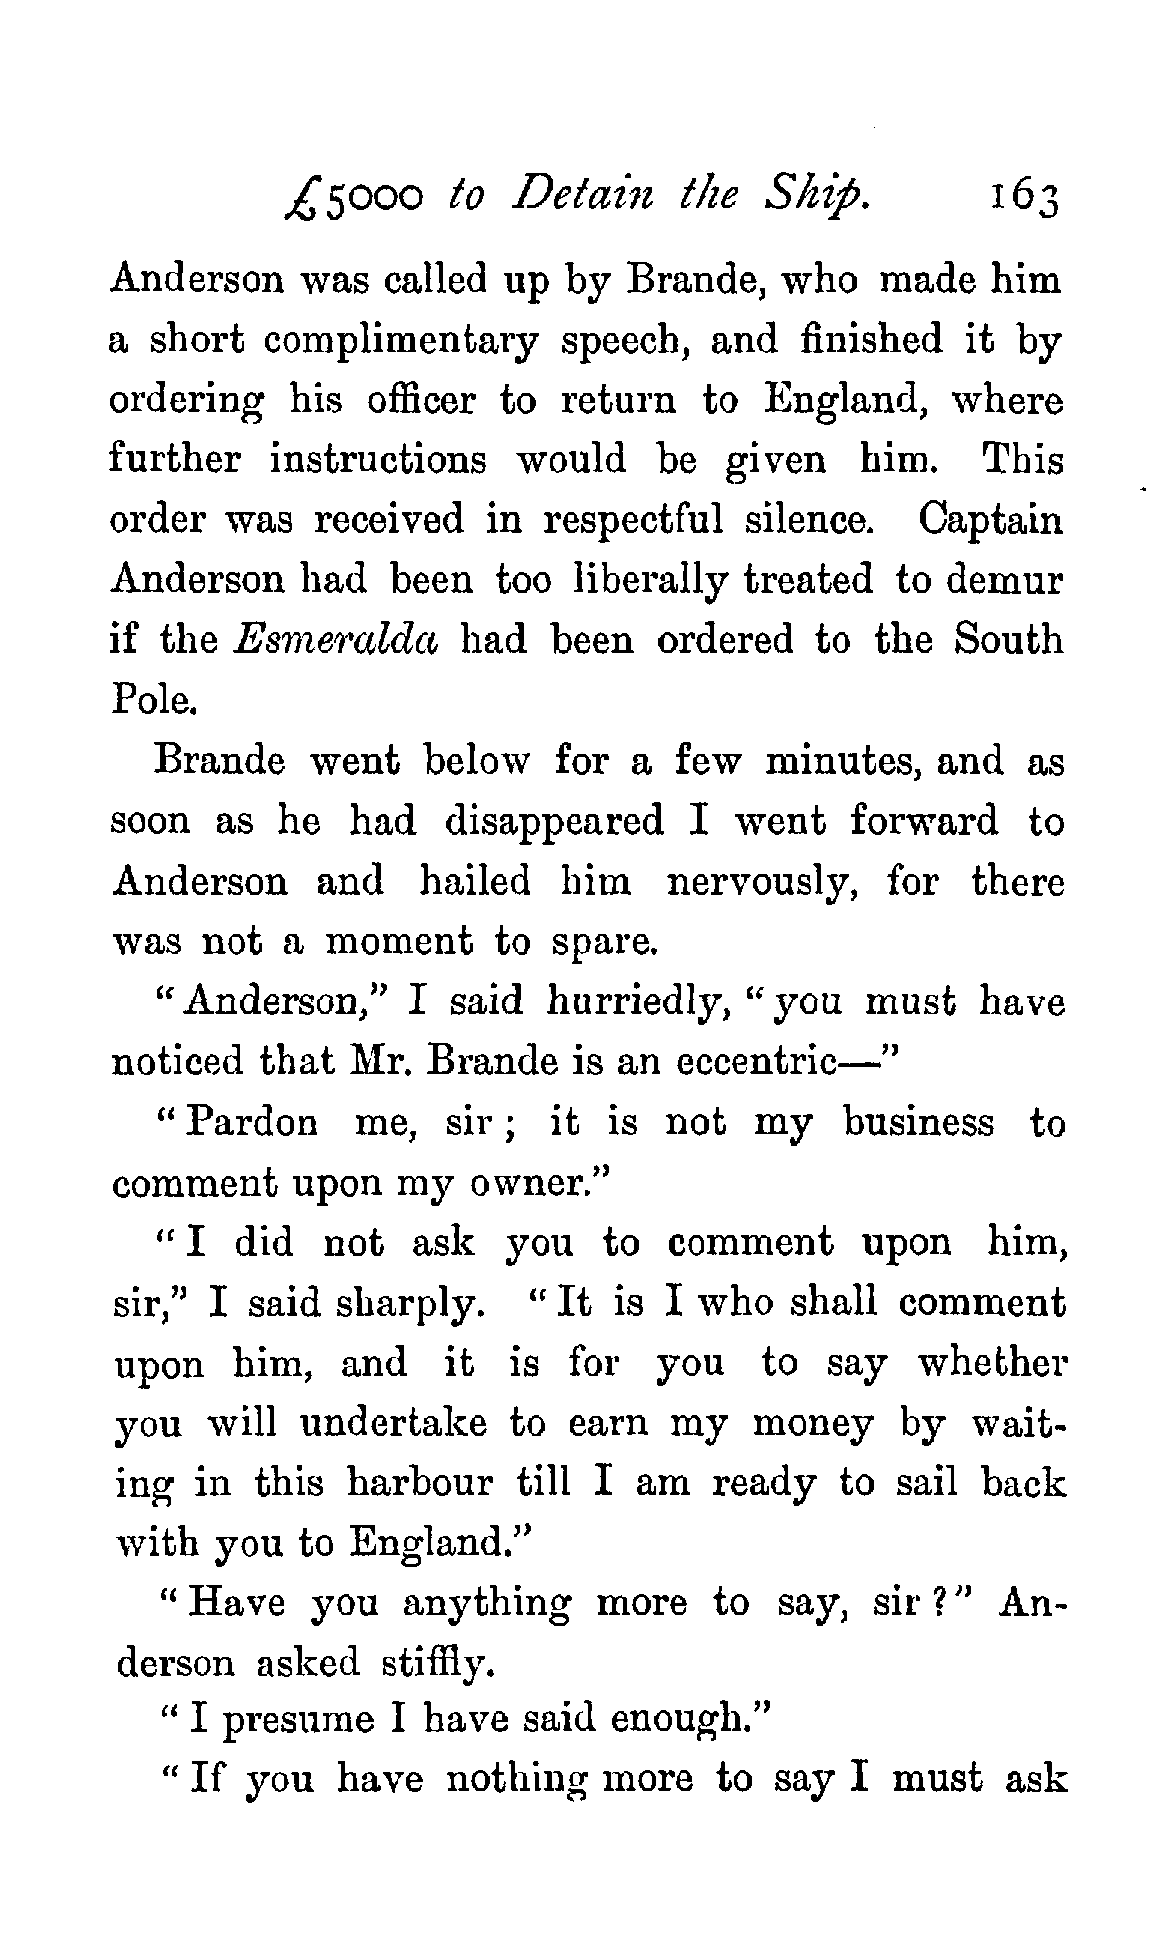 £5000 to Detain the Ship. 163
Anderson was called up by Brande, who made him
a short complimentary speech, and finished it by
ordering his officer to return to England, where
further instructions would be given him. This
order was received in respectful silence. Captain
Anderson had been too liberally treated to demur
if the Esmeralda had been ordered to the South
Pole.
Brande went below for a few minutes, and as
soon as he had disappeared I went forward to
Anderson and hailed him nervously, for there
was not a moment to spare.
“Anderson,” I said hurriedly, “you must have
noticed that Mr. Brande is an eccentric—”
“Pardon me, sir; it is not my business to
comment upon my owner.”
“I did not ask you to comment upon him,
sir,” I said sharply. “It is I who shall comment
upon him, and it is for you to say whether
you will undertake to earn my money by wait-
ing in this harbour till I am ready to sail back
with you to England.”
“Have you anything more to say, sir?” An-
derson asked stiffly.
“I presume I have said enough.”
“If you have nothing more to say I must ask